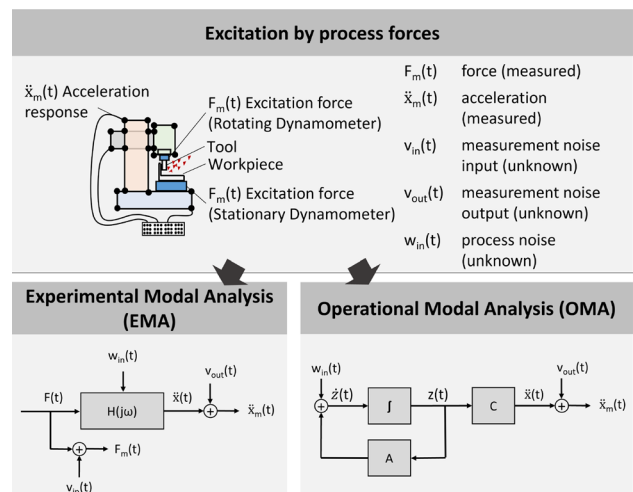 Excitation by process forces
ẍₘ(t) Acceleration
response
Fₘ(t) Excitation force
(Rotating Dynamometer)
Tool
Workpiece
Fₘ(t) Excitation force
(Stationary Dynamometer)
Fₘ(t) force (measured)
ẍₘ(t) acceleration
(measured)
vᵢₙ(t) measurement noise
input (unknown)
vₒᵤₜ(t) measurement noise
output (unknown)
wᵢₙ(t) process noise
(unknown)
Experimental Modal Analysis
(EMA)
wᵢₙ(t)
vₒᵤₜ(t)
F(t)
H(jω)
ẍ(t)
+
ẍₘ(t)
+
Fₘ(t)
vᵢₙ(t)
Operational Modal Analysis (OMA)
wᵢₙ(t)
vₒᵤₜ(t)
+
ż(t)
∫
z(t)
C
ẍ(t)
+
ẍₘ(t)
A